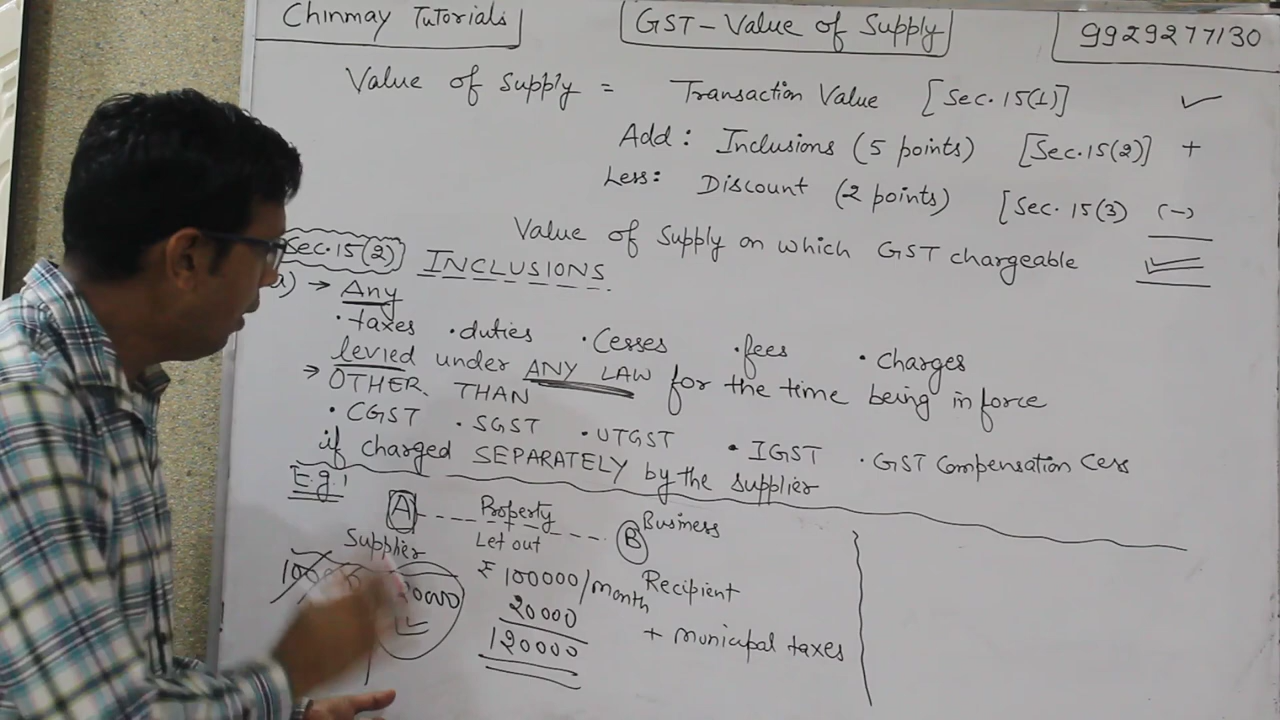 Chinmay Tutorials
GST - Value of Supply
9929277130
Value of Supply = Transaction Value [Sec. 15(1)] ✓
Add: Inclusions (5 points) [Sec. 15(2)] +
Less: Discount (2 points) [Sec. 15(3) (-)
Value of Supply on which GST chargeable ✓
Sec. 15(2) INCLUSIONS
a) → Any
• taxes • duties • Cesses • fees • charges
levied under ANY LAW for the time being in force
→ OTHER THAN
• CGST • SGST • UTGST • IGST • GST Compensation Cess
if charged SEPARATELY by the supplier
E.g!
A Property B Business
Supplier Let out
₹ 100000/month Recipient
20000 + municipal taxes
120000